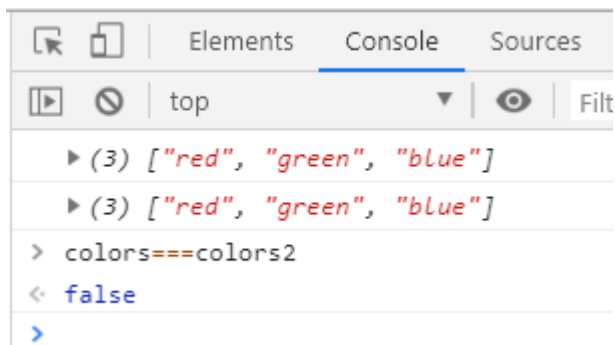 Elements Console Sources
top Filt
(3) ["red", "green", "blue"]
(3) ["red", "green", "blue"]
> colors===colors2
false
>